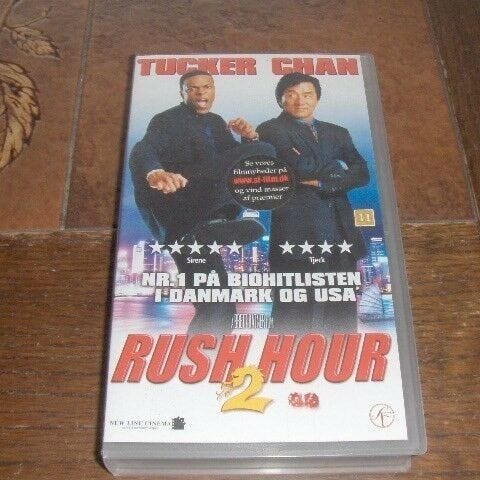 TUCKER CHAN
Se vores
filmnyheder på
www.sf-film.dk
og vind masser
af præmier
11
★★★★★ ★★★★
Sirene Tjeck
NR.1 PÅ BIOHITLISTEN
I DANMARK OG USA
RUSH HOUR
2
NEW LINE CINEMA